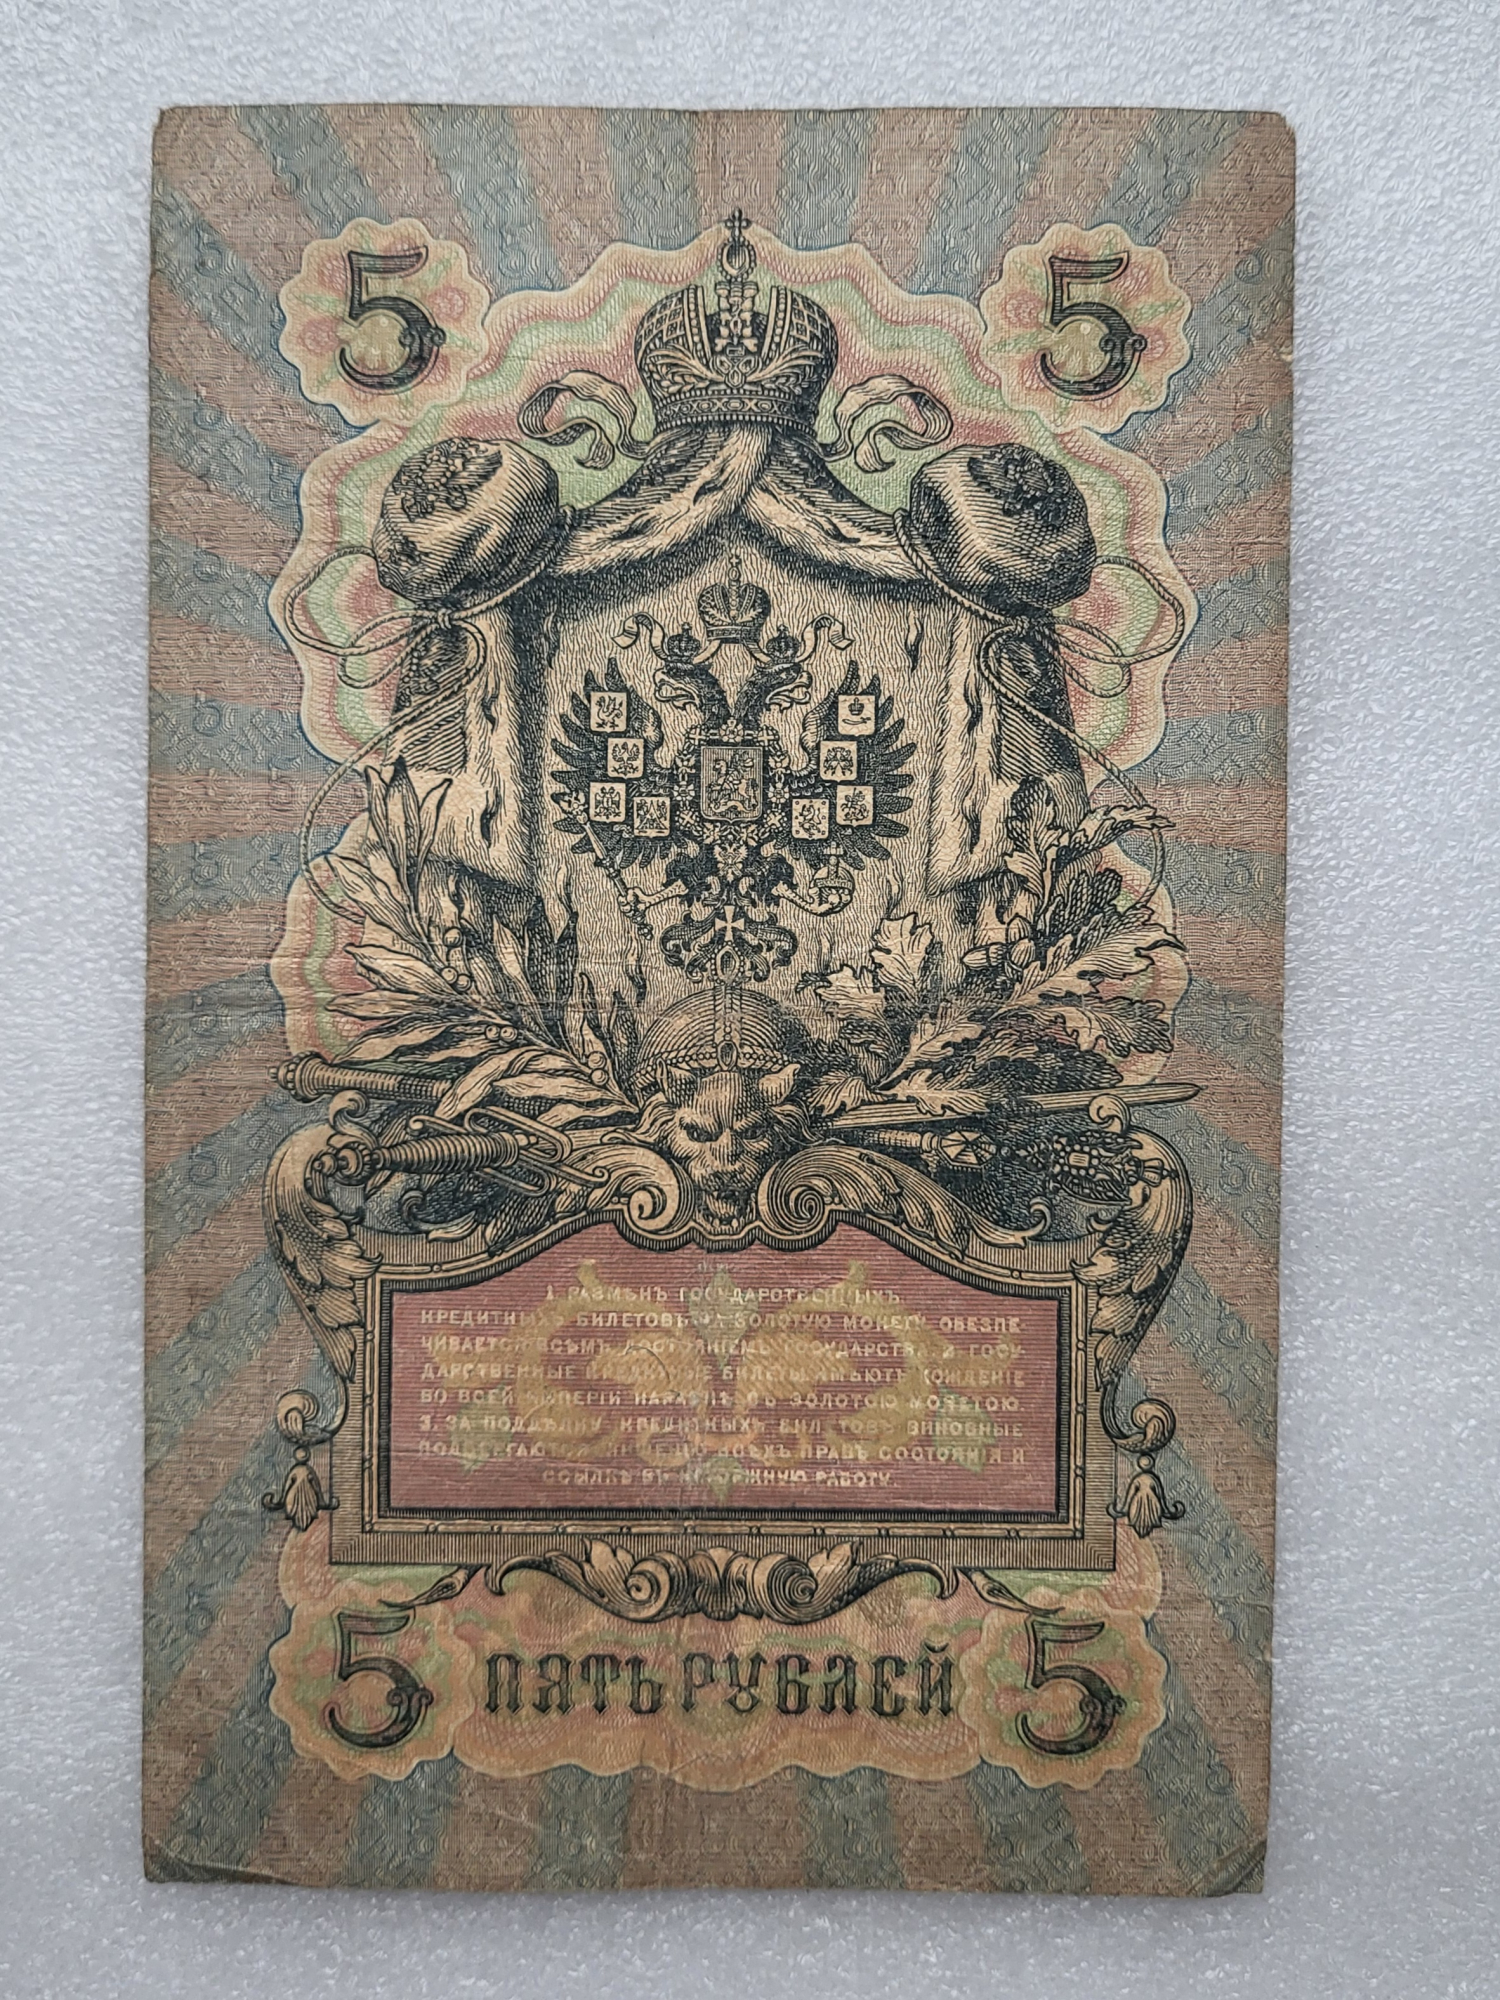 5 5
1. РАЗМѢНЪ ГОСУДАРСТВЕННЫХЪ
КРЕДИТНЫХЪ БИЛЕТОВЪ НА ЗОЛОТУЮ МОНЕТУ ОБЕЗПЕ-
ЧИВАЕТСЯ ВСѢМЪ ДОСТОЯНІЕМЪ ГОСУДАРСТВА. 2. ГОСУ-
ДАРСТВЕННЫЕ КРЕДИТНЫЕ БИЛЕТЫ ИМѢЮТЪ ХОЖДЕНІЕ
ВО ВСЕЙ ИМПЕРІИ НАРАВНѢ СЪ ЗОЛОТОЮ МОНЕТОЮ.
3. ЗА ПОДДѢЛКУ КРЕДИТНЫХЪ БИЛЕТОВЪ ВИНОВНЫЕ
ПОДВЕРГАЮТСЯ ЛИШЕНІЮ ВСѢХЪ ПРАВЪ СОСТОЯНІЯ И
ССЫЛКѢ ВЪ КАТОРЖНУЮ РАБОТУ.
5 ПЯТЬ РУБЛЕЙ 5